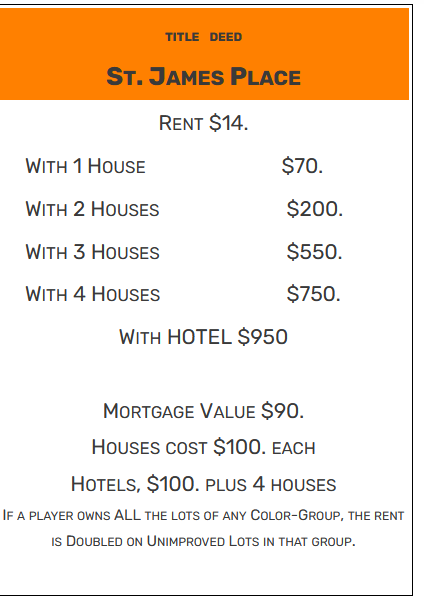 TITLE DEED
ST. JAMES PLACE
RENT $14.
WITH 1 HOUSE $70.
WITH 2 HOUSES $200.
WITH 3 HOUSES $550.
WITH 4 HOUSES $750.
WITH HOTEL $950
MORTGAGE VALUE $90.
HOUSES COST $100. EACH
HOTELS, $100. PLUS 4 HOUSES
IF A PLAYER OWNS ALL THE LOTS OF ANY COLOR-GROUP, THE RENT
IS DOUBLED ON UNIMPROVED LOTS IN THAT GROUP.